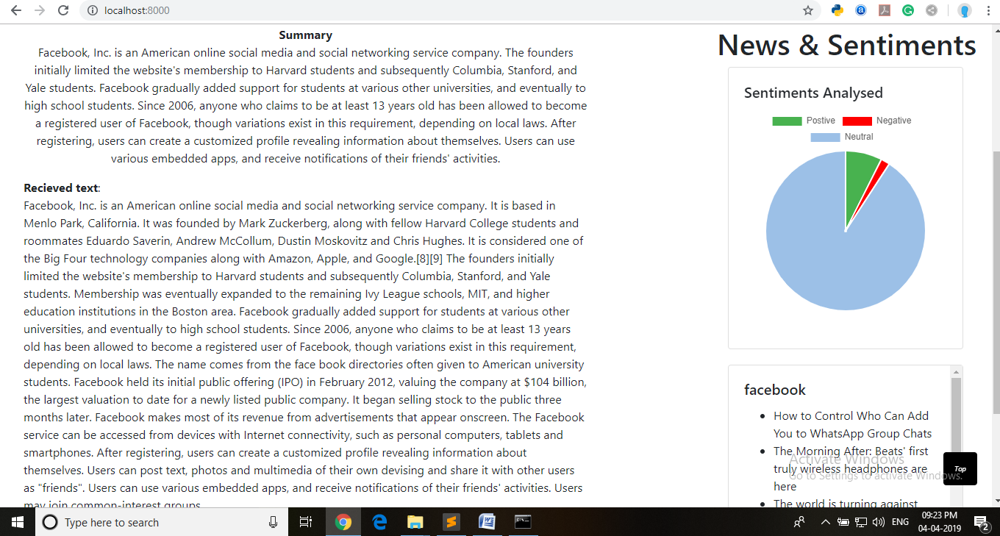 localhost:8000
Summary
Facebook, Inc. is an American online social media and social networking service company. The founders
initially limited the website's membership to Harvard students and subsequently Columbia, Stanford, and
Yale students. Facebook gradually added support for students at various other universities, and eventually to
high school students. Since 2006, anyone who claims to be at least 13 years old has been allowed to become
a registered user of Facebook, though variations exist in this requirement, depending on local laws. After
registering, users can create a customized profile revealing information about themselves. Users can use
various embedded apps, and receive notifications of their friends' activities.
Recieved text:
Facebook, Inc. is an American online social media and social networking service company. It is based in
Menlo Park, California. It was founded by Mark Zuckerberg, along with fellow Harvard College students and
roommates Eduardo Saverin, Andrew McCollum, Dustin Moskovitz and Chris Hughes. It is considered one of
the Big Four technology companies along with Amazon, Apple, and Google.[8][9] The founders initially
limited the website's membership to Harvard students and subsequently Columbia, Stanford, and Yale
students. Membership was eventually expanded to the remaining Ivy League schools, MIT, and higher
education institutions in the Boston area. Facebook gradually added support for students at various other
universities, and eventually to high school students. Since 2006, anyone who claims to be at least 13 years
old has been allowed to become a registered user of Facebook, though variations exist in this requirement,
depending on local laws. The name comes from the face book directories often given to American university
students. Facebook held its initial public offering (IPO) in February 2012, valuing the company at $104 billion,
the largest valuation to date for a newly listed public company. It began selling stock to the public three
months later. Facebook makes most of its revenue from advertisements that appear onscreen. The Facebook
service can be accessed from devices with Internet connectivity, such as personal computers, tablets and
smartphones. After registering, users can create a customized profile revealing information about
themselves. Users can post text, photos and multimedia of their own devising and share it with other users
as "friends". Users can use various embedded apps, and receive notifications of their friends' activities. Users
may join common-interest groups
News & Sentiments
Sentiments Analysed
Postive
Negative
Neutral
facebook
How to Control Who Can Add
You to WhatsApp Group Chats
The Morning After: Beats' first
truly wireless headphones are
here
The world is turning against
Activate Windows
Go to Settings to activate Windows.
Top
Type here to search
ENG
09:23 PM
04-04-2019
2